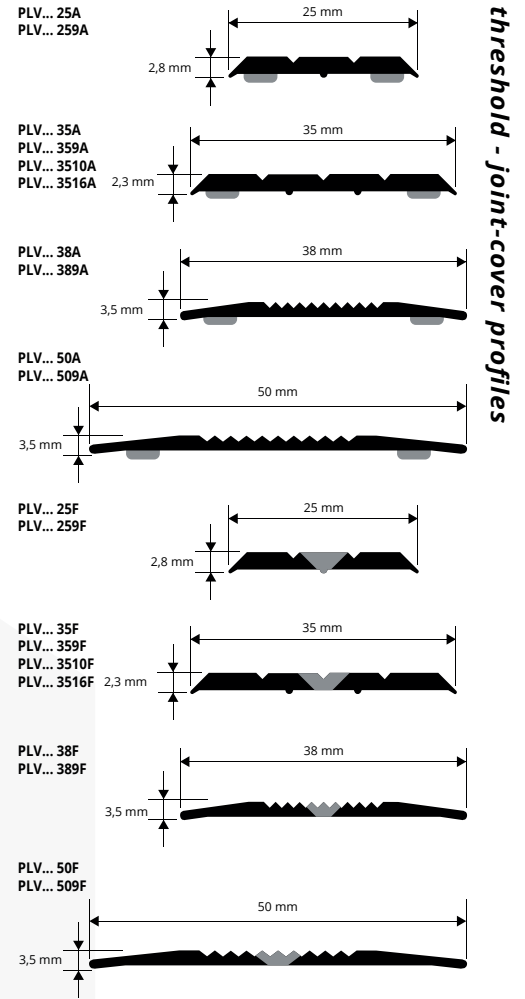 threshold - joint-cover profiles
PLV... 25A
PLV... 259A
25 mm
2,8 mm
PLV... 35A
PLV... 359A
PLV... 3510A
PLV... 3516A
35 mm
2,3 mm
PLV... 38A
PLV... 389A
38 mm
3,5 mm
PLV... 50A
PLV... 509A
50 mm
3,5 mm
PLV... 25F
PLV... 259F
25 mm
2,8 mm
PLV... 35F
PLV... 359F
PLV... 3510F
PLV... 3516F
35 mm
2,3 mm
PLV... 38F
PLV... 389F
38 mm
3,5 mm
PLV... 50F
PLV... 509F
50 mm
3,5 mm